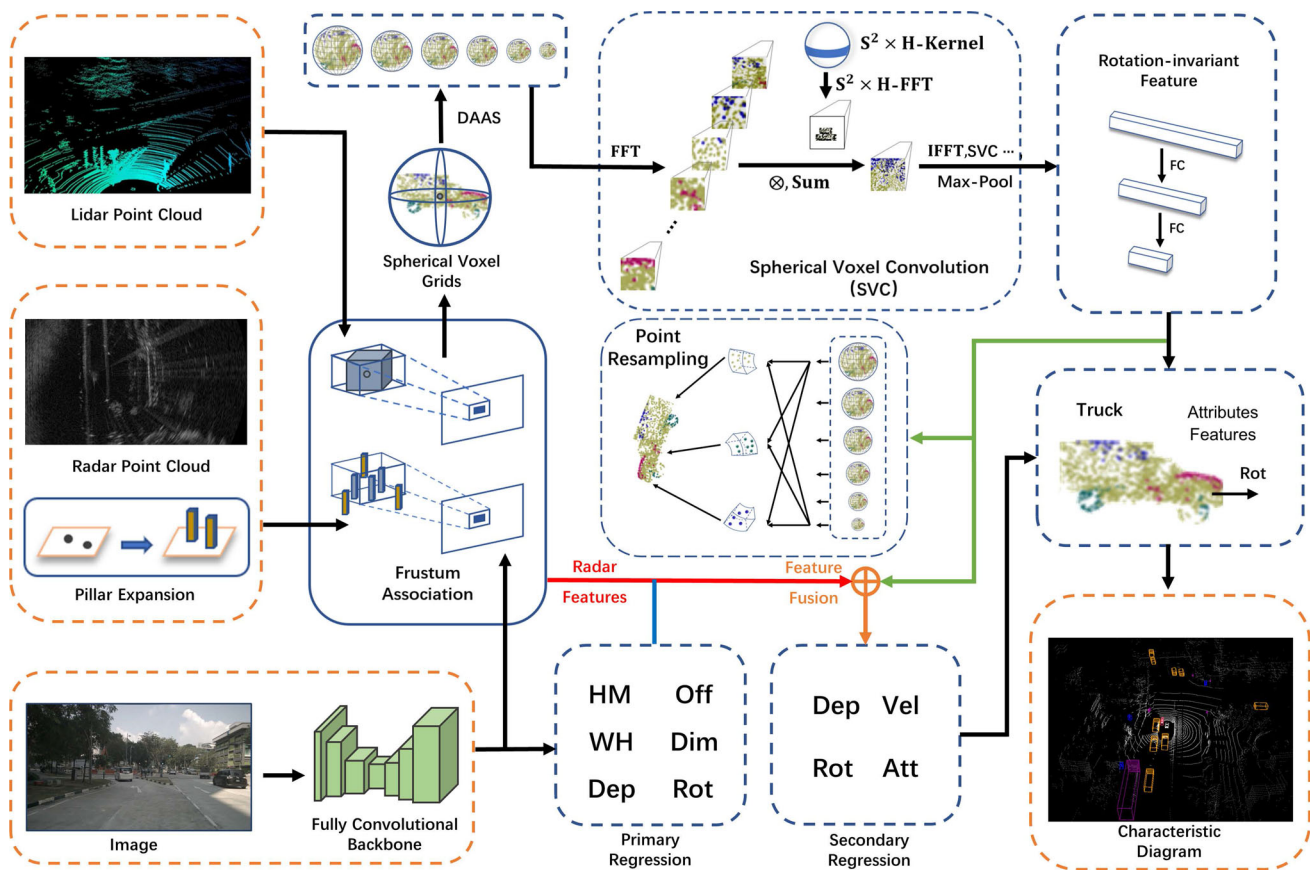 Lidar Point Cloud
Radar Point Cloud
Pillar Expansion
Image
Fully Convolutional
Backbone
DAAS
Spherical Voxel
Grids
Frustum
Association
FFT
S² × H-Kernel
S² × H-FFT
⊗, Sum
IFFT,SVC ···
Max-Pool
Spherical Voxel Convolution
(SVC)
Rotation-invariant
Feature
FC
FC
Point
Resampling
Truck
Attributes
Features
Rot
Radar
Features
Feature
Fusion
HM Off
WH Dim
Dep Rot
Primary
Regression
Dep Vel
Rot Att
Secondary
Regression
Characteristic
Diagram